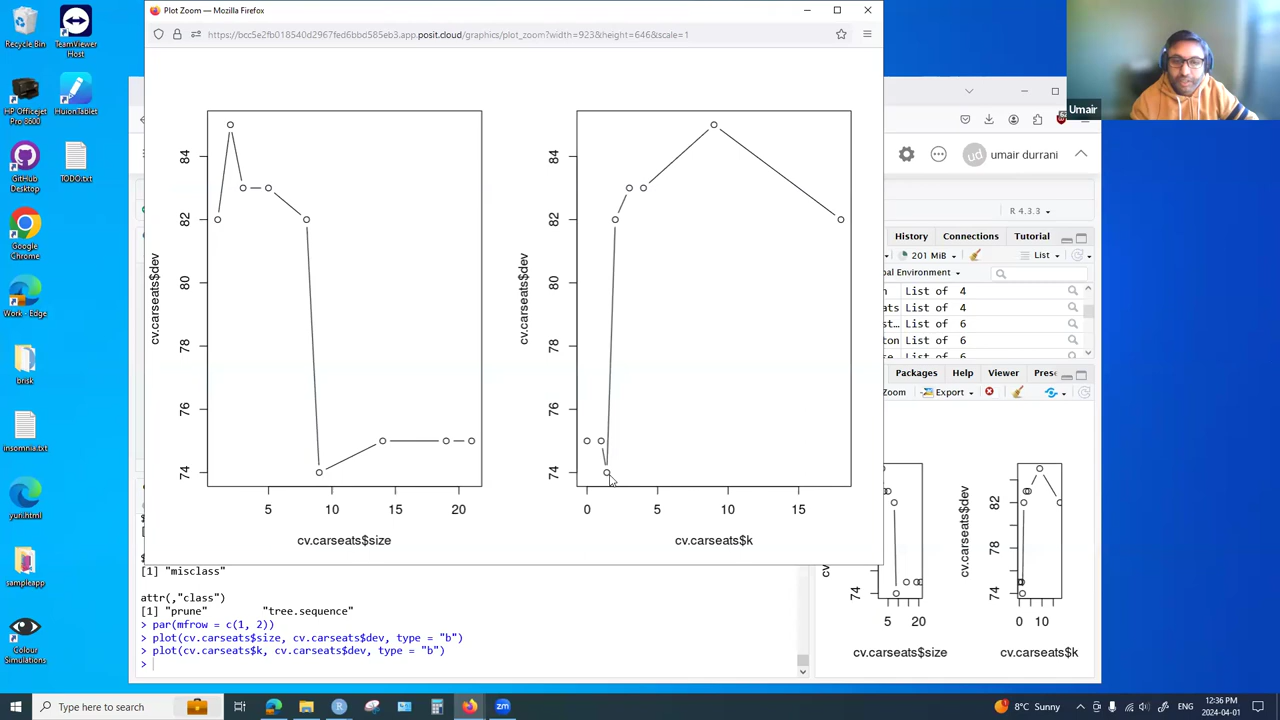 Recycle Bin
TeamViewer
Host
HP Officejet
Pro 8600
HuionTablet
GitHub
Desktop
TODO.txt
Google
Chrome
Work - Edge
brisk
insomnia.txt
yuni.html
sampleapp
Colour
Simulations
Plot Zoom — Mozilla Firefox
https://bcc5e2fb018540d2967fed6bbd585eb3.app.posit.cloud/graphics/plot_zoom?width=923&height=646&scale=1
84
82
80
78
76
74
cv.carseats$dev
5
10
15
20
cv.carseats$size
84
82
80
78
76
74
cv.carseats$dev
0
5
10
15
cv.carseats$k
Umair
ud
umair durrani
R 4.3.3
History
Connections
Tutorial
201 MiB
List
bal Environment
n List of 4
ats List of 4
st... List of 6
ton List of 6
Packages
Help
Viewer
Prese
Zoom
Export
74
5
20
cv.carseats$size
cv.carseats$dev
82
78
74
0
10
cv.carseats$k
[1] "misclass"
attr(,"class")
[1] "prune" "tree.sequence"
> par(mfrow = c(1, 2))
> plot(cv.carseats$size, cv.carseats$dev, type = "b")
> plot(cv.carseats$k, cv.carseats$dev, type = "b")
>
Type here to search
8°C Sunny
ENG
12:36 PM
2024-04-01